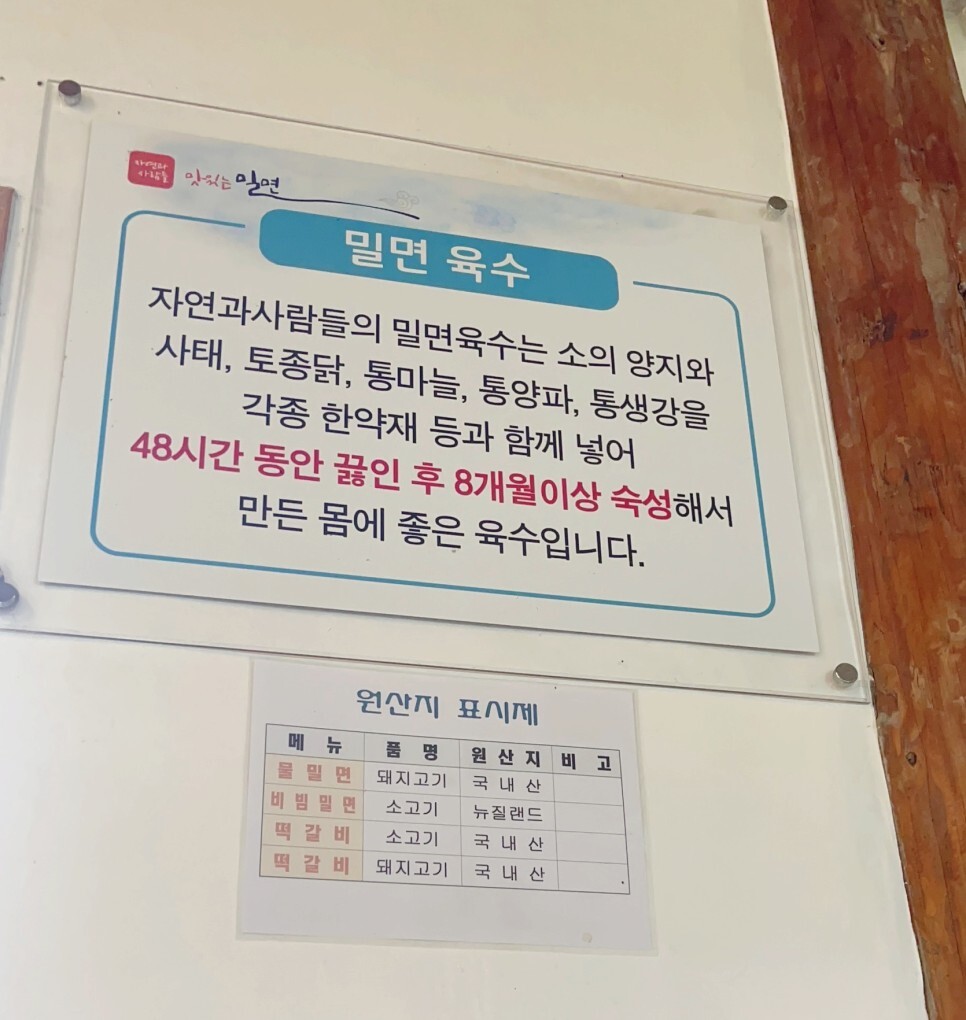 자연과
사람들
맛있는 밀면
밀면 육수
자연과사람들의 밀면육수는 소의 양지와
사태, 토종닭, 통마늘, 통양파, 통생강을
각종 한약재 등과 함께 넣어
48시간 동안 끓인 후 8개월이상 숙성해서
만든 몸에 좋은 육수입니다.
원산지 표시제
메 뉴 품 명 원 산 지 비 고
물 밀 면 돼지고기 국 내 산
비 빔 밀 면 소고기 뉴질랜드
떡 갈 비 소고기 국 내 산
떡 갈 비 돼지고기 국 내 산